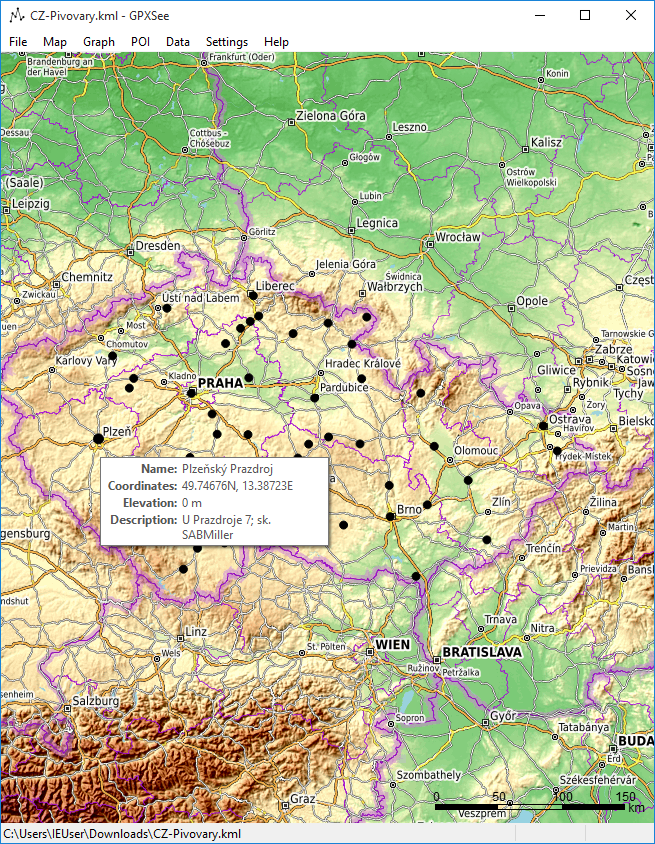 CZ-Pivovary.kml - GPXSee
File Map Graph POI Data Settings Help
Brandenburg an
der Havel
Frankfurt (Oder)
Konin
Zielona Góra
Leszno
Dessau
Cottbus -
Chóśebuz
Kalisz
Głogów
Ostrów
Wielkopolski
(Saale)
Lubin
Leipzig
Legnica
Görlitz
Wrocław
Dresden
Jelenia Góra
Chemnitz
Świdnica
Wałbrzych
Częst
Zwickau
Liberec
Ústí nad Labem
Opole
Most
Chomutov
Tarnowskie G
Zabrze
Karlovy Vary
Hradec Králové
Gliwice
Katow
Kladno
Sosno
PRAHA
Pardubice
Rybnik
Jaw
Tychy
Opava
Żory
Ostrava
Plzeň
Havířov
Bielsko
Olomouc
Frýdek-Místek
Name: Plzeňský Prazdroj
Coordinates: 49.74676N, 13.38723E
Elevation: 0 m
Description: U Prazdroje 7; sk.
SABMiller
Zlín
Žilina
Brno
Martin
gensburg
Trenčín
Prievidza
Bans
ndshut
Trnava
Nitra
Linz
Wels
St. Pölten
WIEN
BRATISLAVA
Ružinov
Petržalka
senheim
Salzburg
Sopron
Győr
Tatabánya
BUDA
Érd
Szombathely
Székesfehérvár
Graz
0 50 100 150
km
Veszprém
C:\Users\IEUser\Downloads\CZ-Pivovary.kml